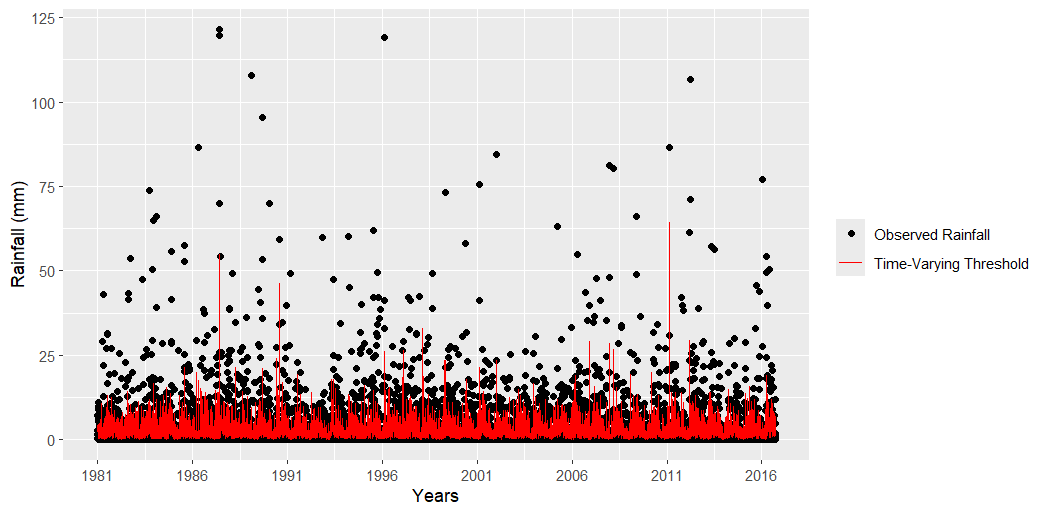 125
100
75
50
25
0
Rainfall (mm)
1981 1986 1991 1996 2001 2006 2011 2016
Years
Observed Rainfall
Time-Varying Threshold